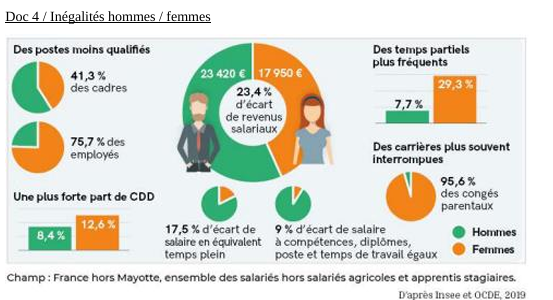 Doc 4 / Inégalités hommes / femmes
Des postes moins qualifiés
41,3 %
des cadres
75,7 % des
employés
Une plus forte part de CDD
8,4 %
12,6 %
23 420 €
17 950 €
23,4 %
d'écart
de revenus
salariaux
17,5 % d'écart de
salaire en équivalent
temps plein
9 % d'écart de salaire
à compétences, diplômes,
poste et temps de travail égaux
Des temps partiels
plus fréquents
7,7 %
29,3 %
Des carrières plus souvent
interrompues
95,6 %
des congés
parentaux
Hommes
Femmes
Champ : France hors Mayotte, ensemble des salariés hors salariés agricoles et apprentis stagiaires.
D'après Insee et OCDE, 2019